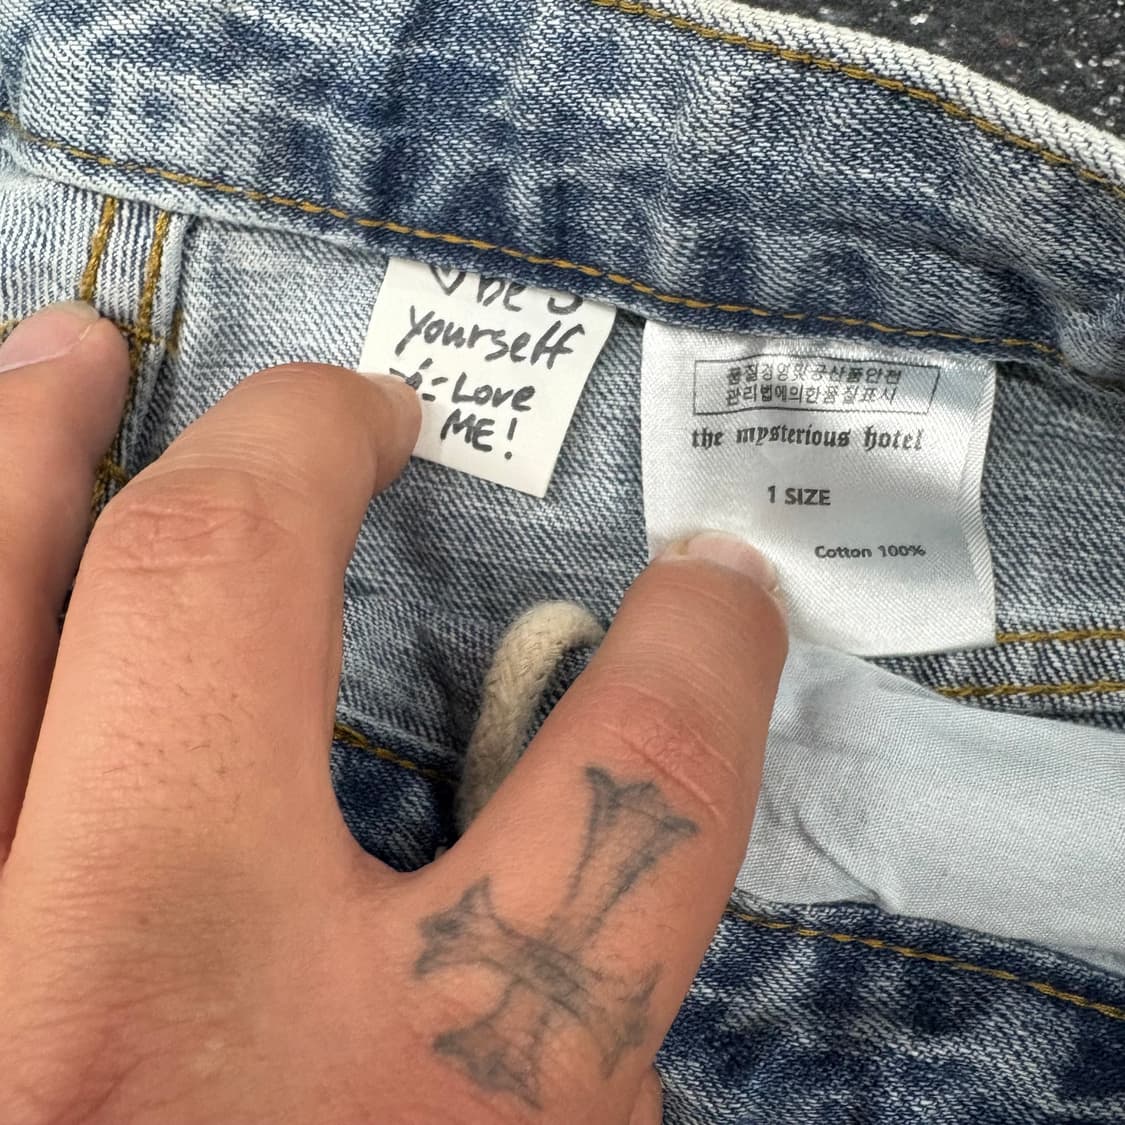 ♡ be
yourself
Love
ME!
품질경영및공산품안전
관리법에의한품질표시
the mysterious hotel
1 SIZE
Cotton 100%